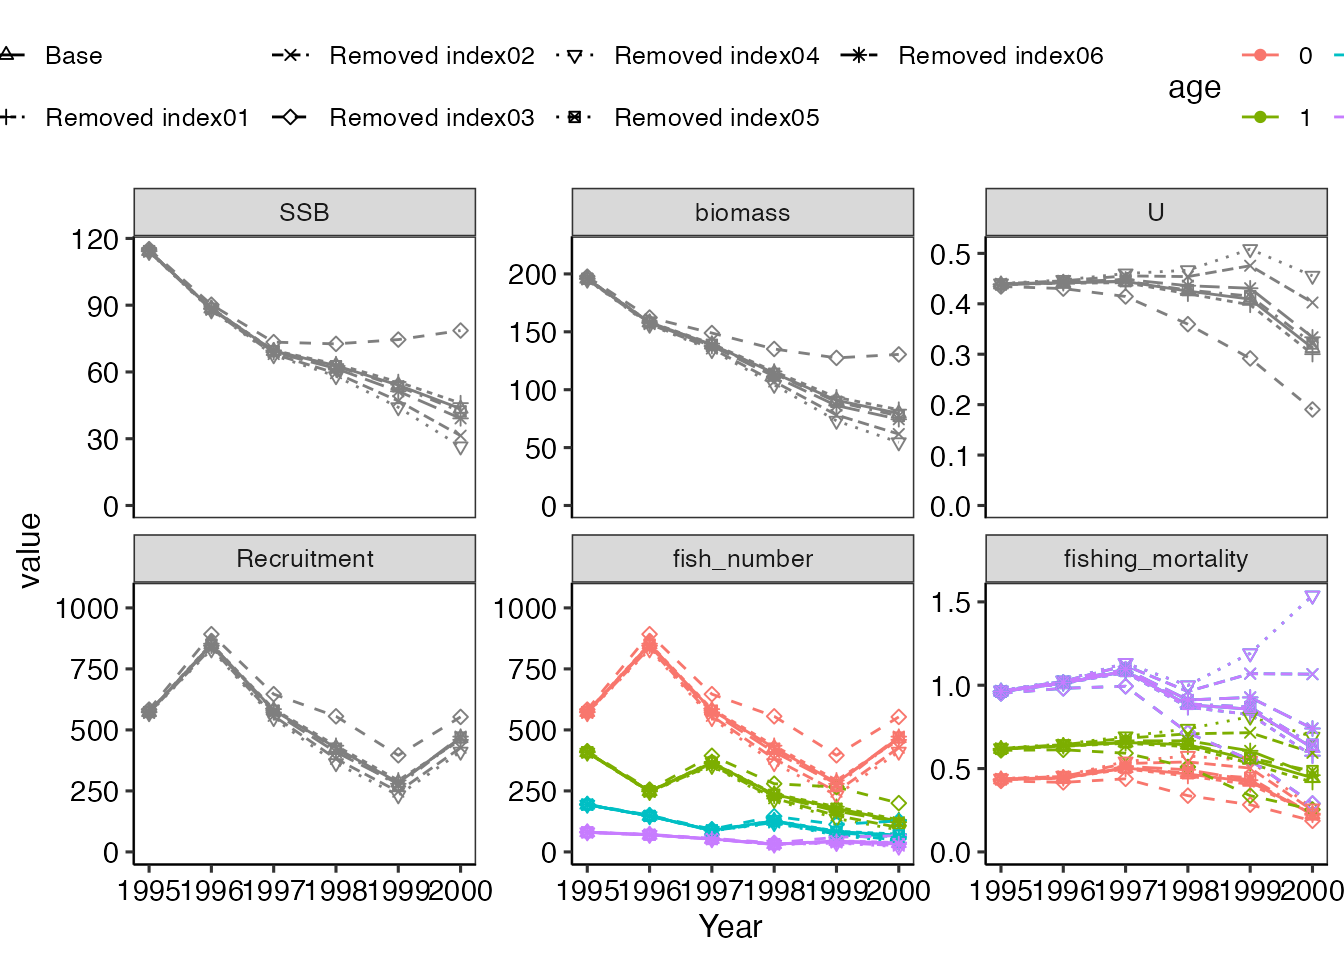 Base Removed index02 Removed index04 Removed index06 0
age
Removed index01 Removed index03 Removed index05 1
SSB biomass U
120 90 60 30 0
200 150 100 50 0
0.5 0.4 0.3 0.2 0.1 0.0
value
Recruitment fish_number fishing_mortality
1000 750 500 250 0
1000 750 500 250 0
1.5 1.0 0.5 0.0
1995 1996 1997 1998 1999 2000 1995 1996 1997 1998 1999 2000 1995 1996 1997 1998 1999 2000
Year